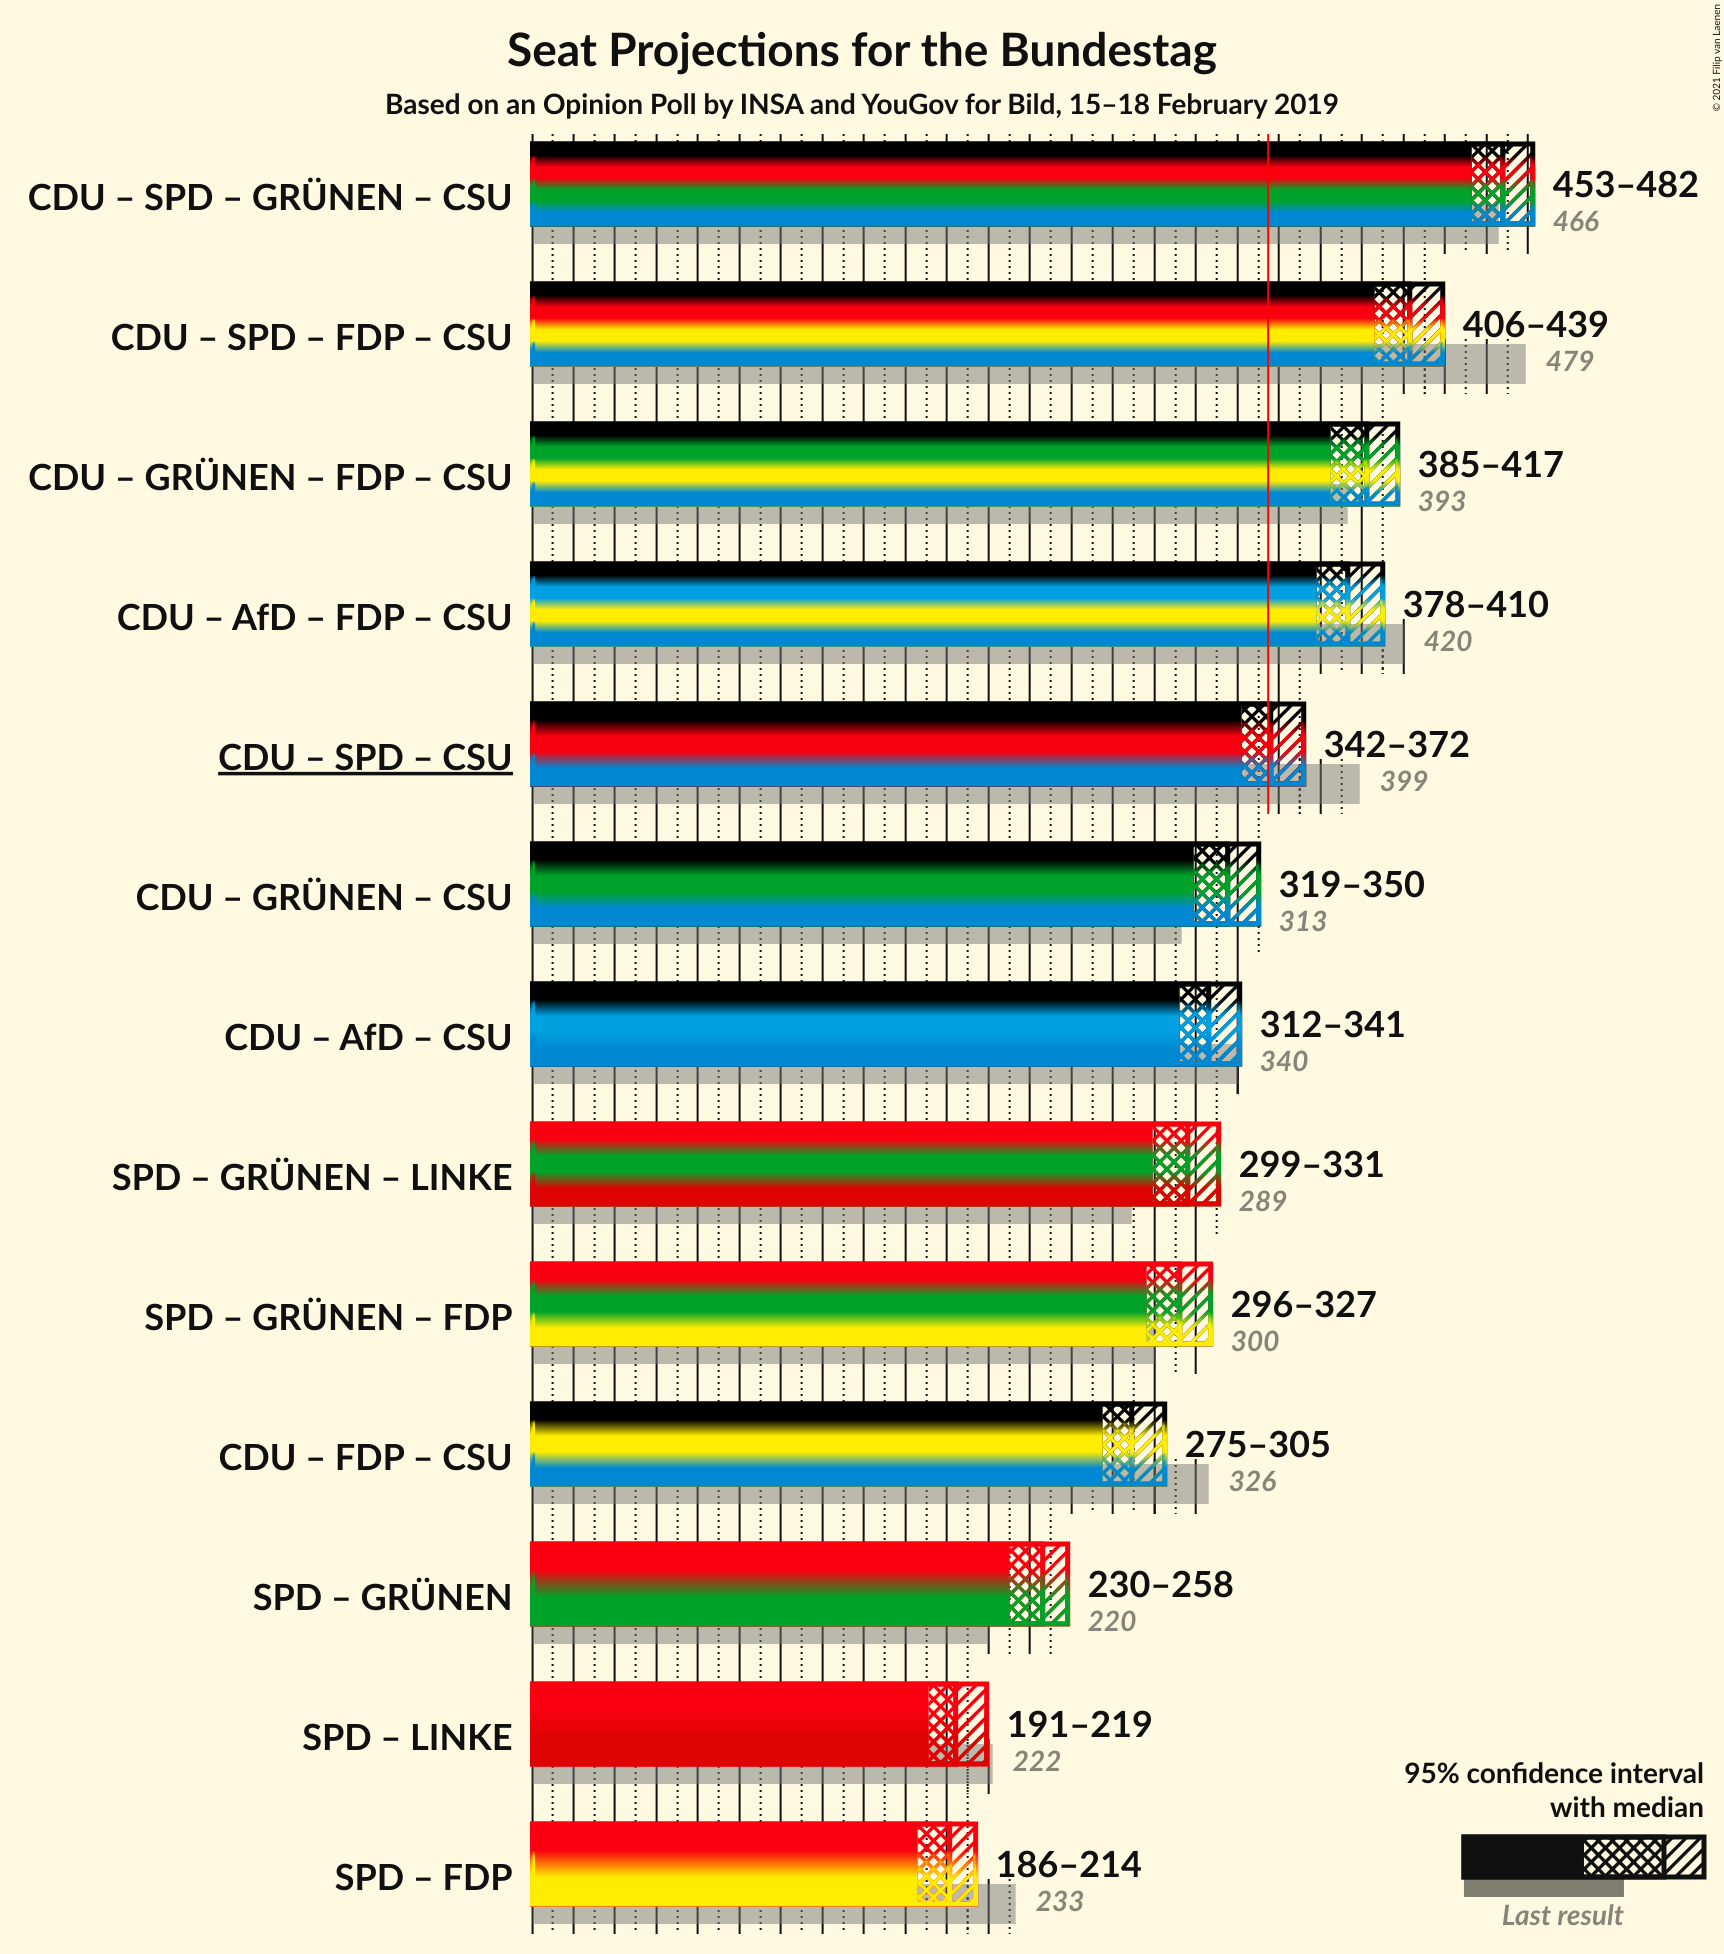 Seat Projections for the Bundestag
Based on an Opinion Poll by INSA and YouGov for Bild, 15–18 February 2019
© 2021 Filip van Laenen
CDU – SPD – GRÜNEN – CSU
453–482
466
CDU – SPD – FDP – CSU
406–439
479
CDU – GRÜNEN – FDP – CSU
385–417
393
CDU – AfD – FDP – CSU
378–410
420
CDU – SPD – CSU
342–372
399
CDU – GRÜNEN – CSU
319–350
313
CDU – AfD – CSU
312–341
340
SPD – GRÜNEN – LINKE
299–331
289
SPD – GRÜNEN – FDP
296–327
300
CDU – FDP – CSU
275–305
326
SPD – GRÜNEN
230–258
220
SPD – LINKE
191–219
222
SPD – FDP
186–214
233
95% confidence interval
with median
Last result